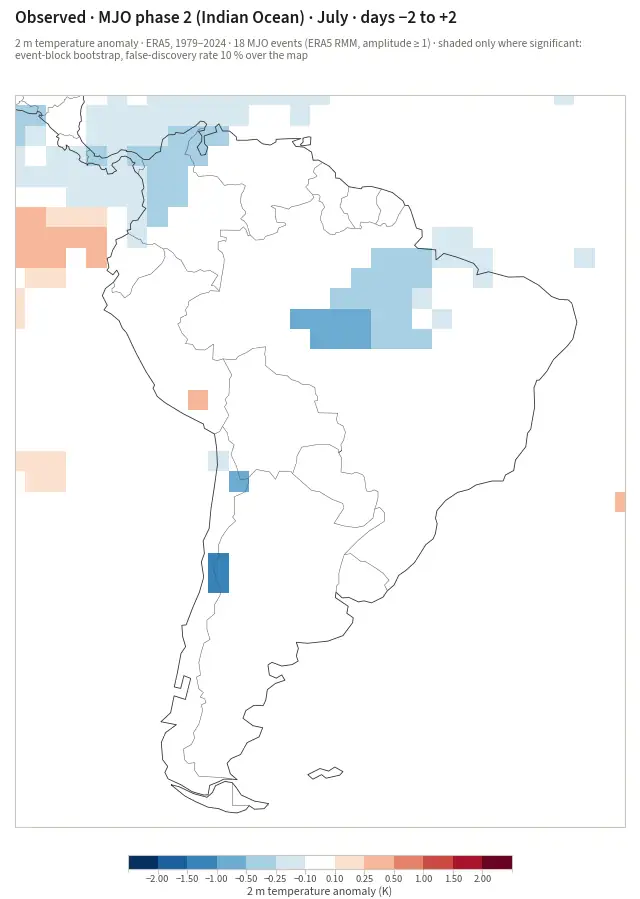 Observed · MJO phase 2 (Indian Ocean) · July · days −2 to +2
2 m temperature anomaly · ERA5, 1979–2024 · 18 MJO events (ERA5 RMM, amplitude ≥ 1) · shaded only where significant:
event-block bootstrap, false-discovery rate 10 % over the map
−2.00 −1.50 −1.00 −0.50 −0.25 −0.10 0.10 0.25 0.50 1.00 1.50 2.00
2 m temperature anomaly (K)